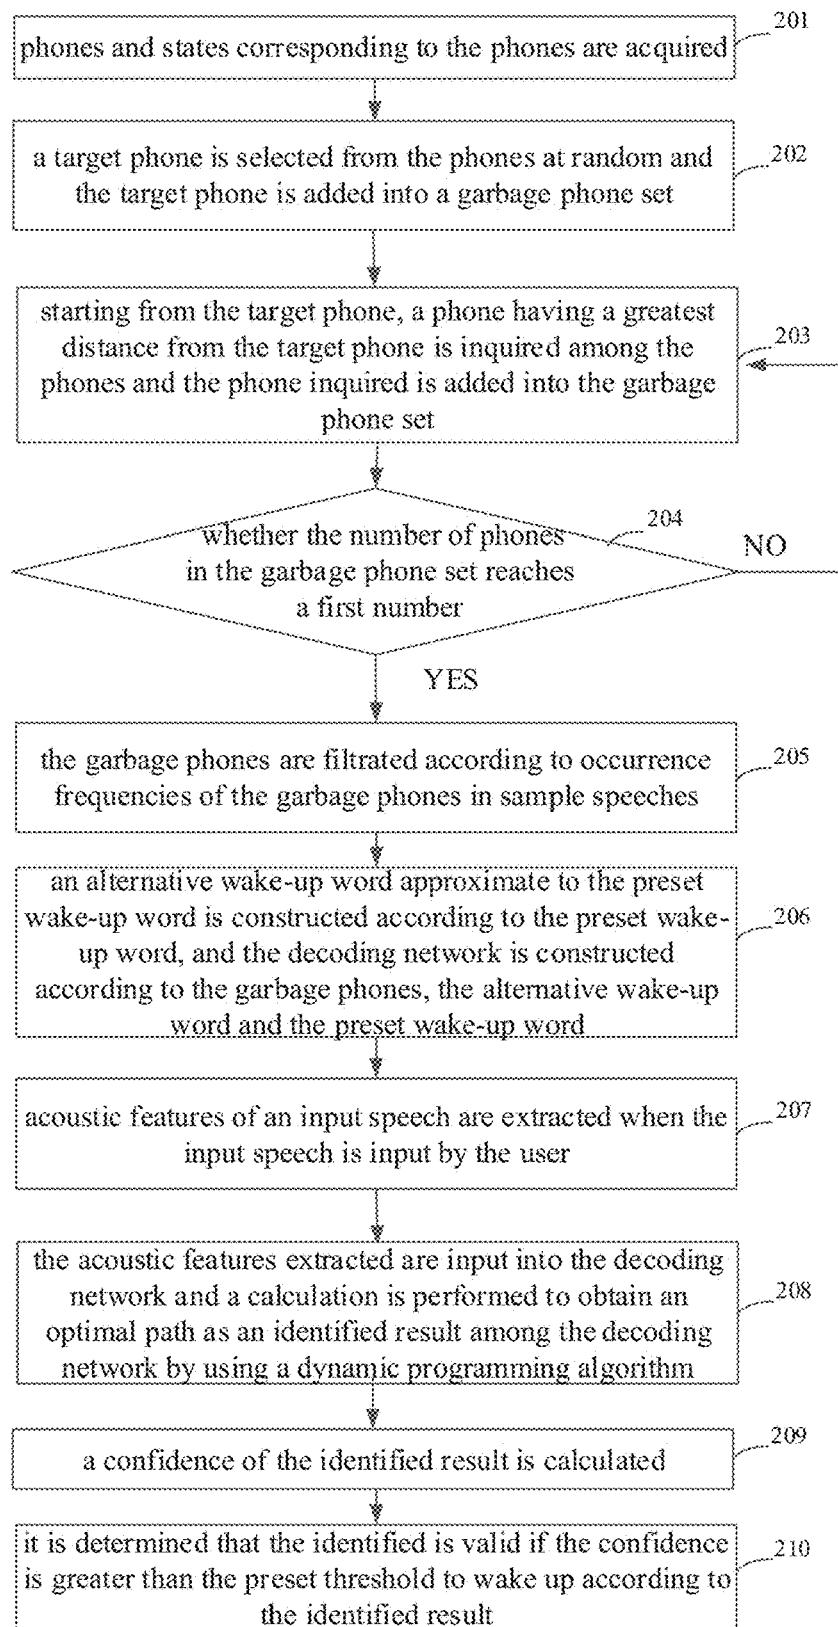 201
phones and states corresponding to the phones are acquired
202
a target phone is selected from the phones at random and
the target phone is added into a garbage phone set
starting from the target phone, a phone having a greatest
distance from the target phone is inquired among the
203
phones and the phone inquired is added into the garbage
phone set
204
whether the number of phones
NO
in the garbage phone set reaches
a first number
YES
205
the garbage phones are filtrated according to occurrence
frequencies of the garbage phones in sample speeches
an alternative wake-up word approximate to the preset
wake-up word is constructed according to the preset wake-
206
up word, and the decoding network is constructed
according to the garbage phones, the alternative wake-up
word and the preset wake-up word
207
acoustic features of an input speech are extracted when the
input speech is input by the user
the acoustic features extracted are input into the decoding
208
network and a calculation is performed to obtain an
optimal path as an identified result among the decoding
network by using a dynamic programming algorithm
209
a confidence of the identified result is calculated
it is determined that the identified is valid if the confidence
210
is greater than the preset threshold to wake up according to
the identified result